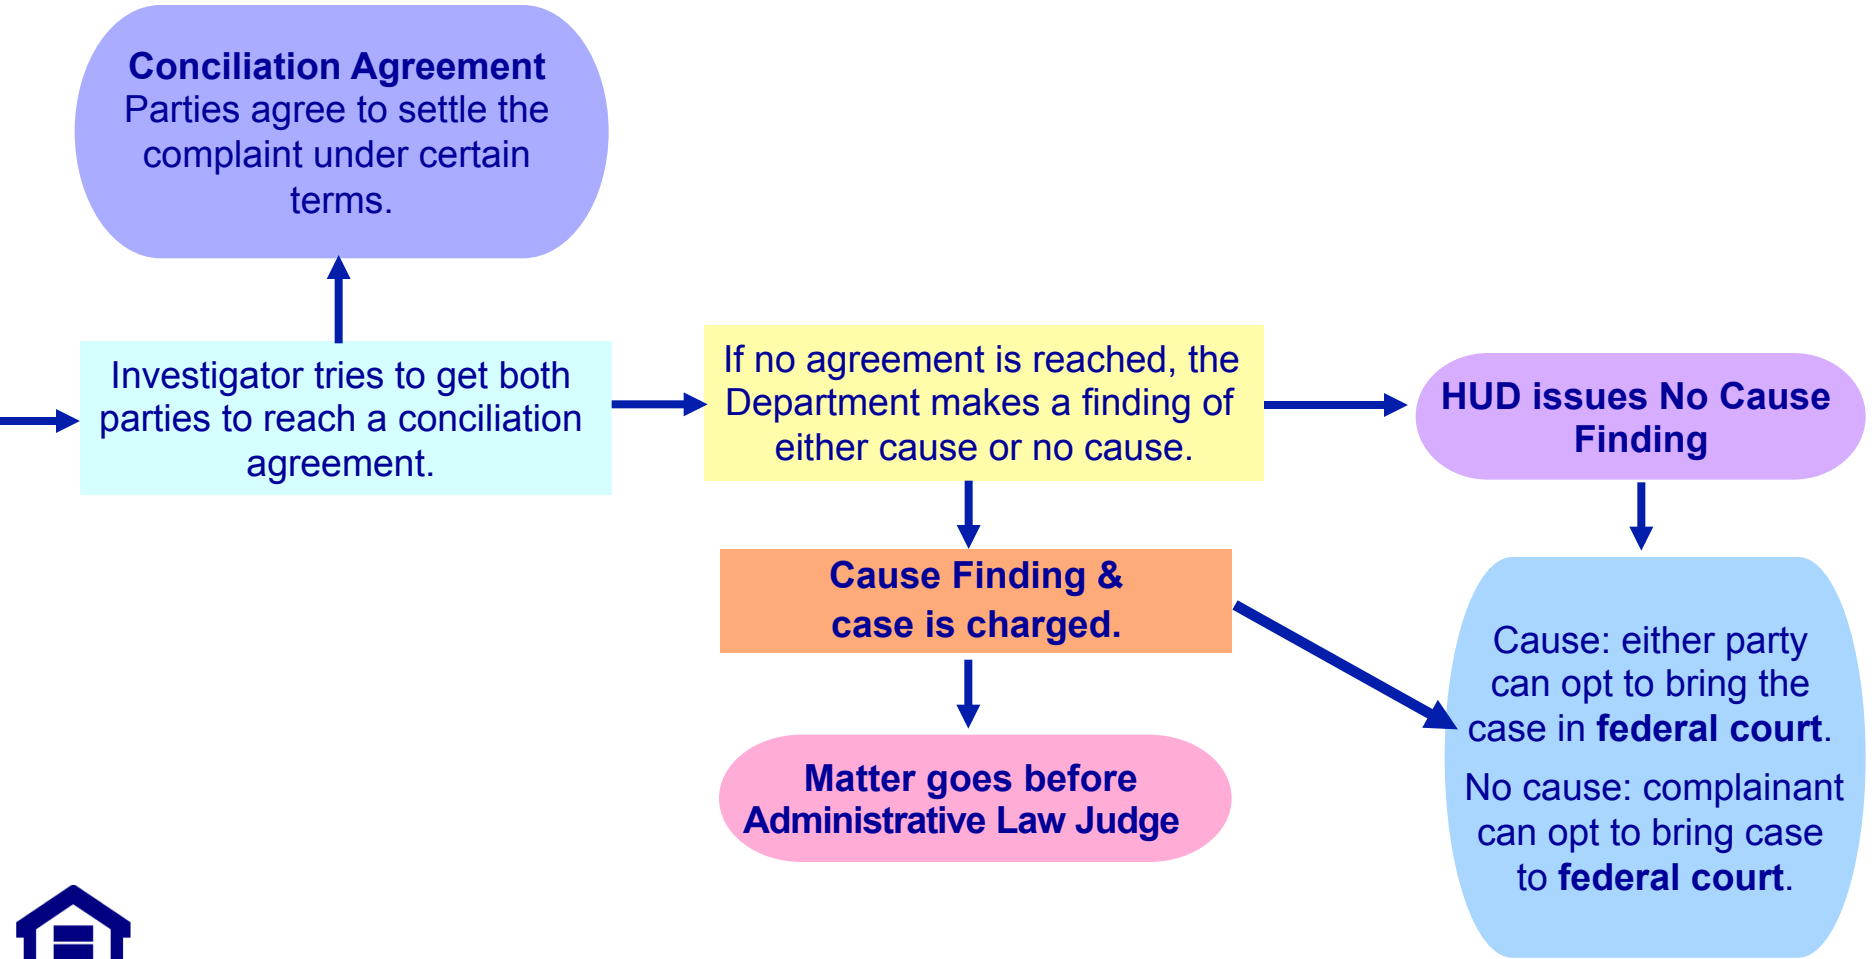 Conciliation Agreement
Parties agree to settle the
complaint under certain
terms.
Investigator tries to get both
parties to reach a conciliation
agreement.
If no agreement is reached, the
Department makes a finding of
either cause or no cause.
HUD issues No Cause
Finding
Cause Finding &
case is charged.
Matter goes before
Administrative Law Judge
Cause: either party
can opt to bring the
case in federal court.
No cause: complainant
can opt to bring case
to federal court.